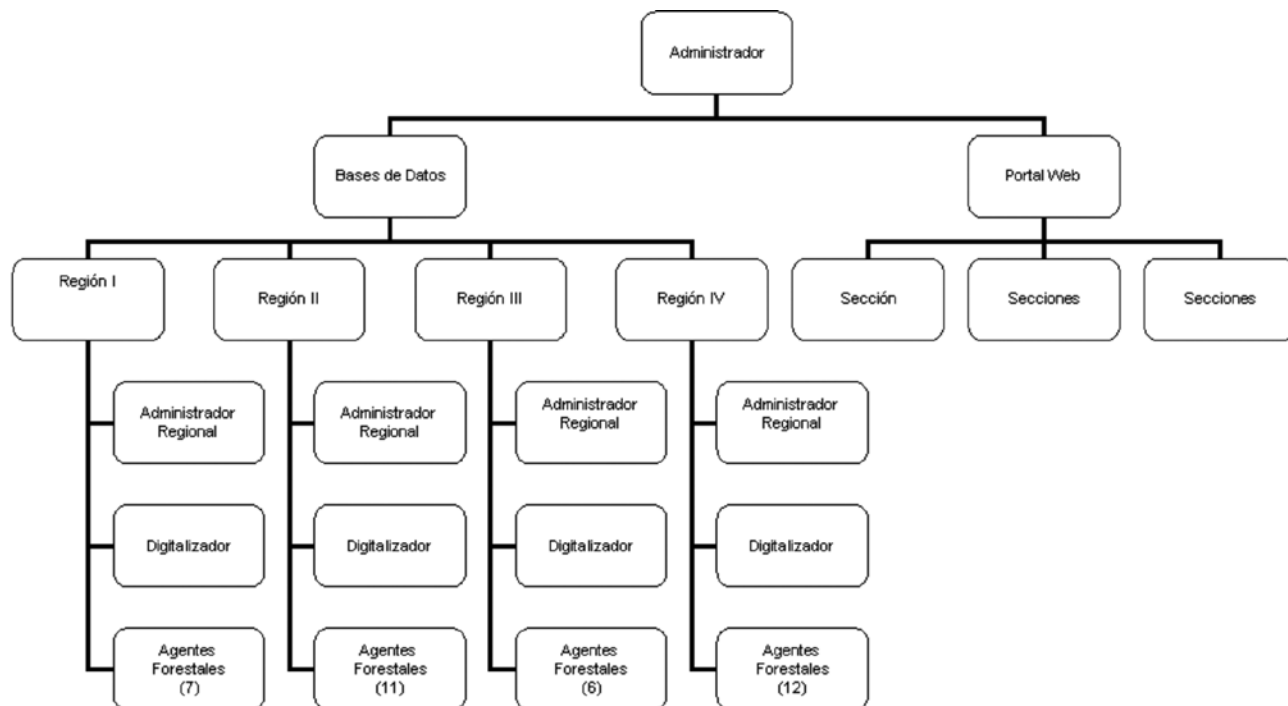 Administrador
Bases de Datos
Portal Web
Región I
Región II
Región III
Región IV
Sección
Secciones
Secciones
Administrador
Regional
Administrador
Regional
Administrador
Regional
Administrador
Regional
Digitalizador
Digitalizador
Digitalizador
Digitalizador
Agentes
Forestales
(7)
Agentes
Forestales
(11)
Agentes
Forestales
(6)
Agentes
Forestales
(12)